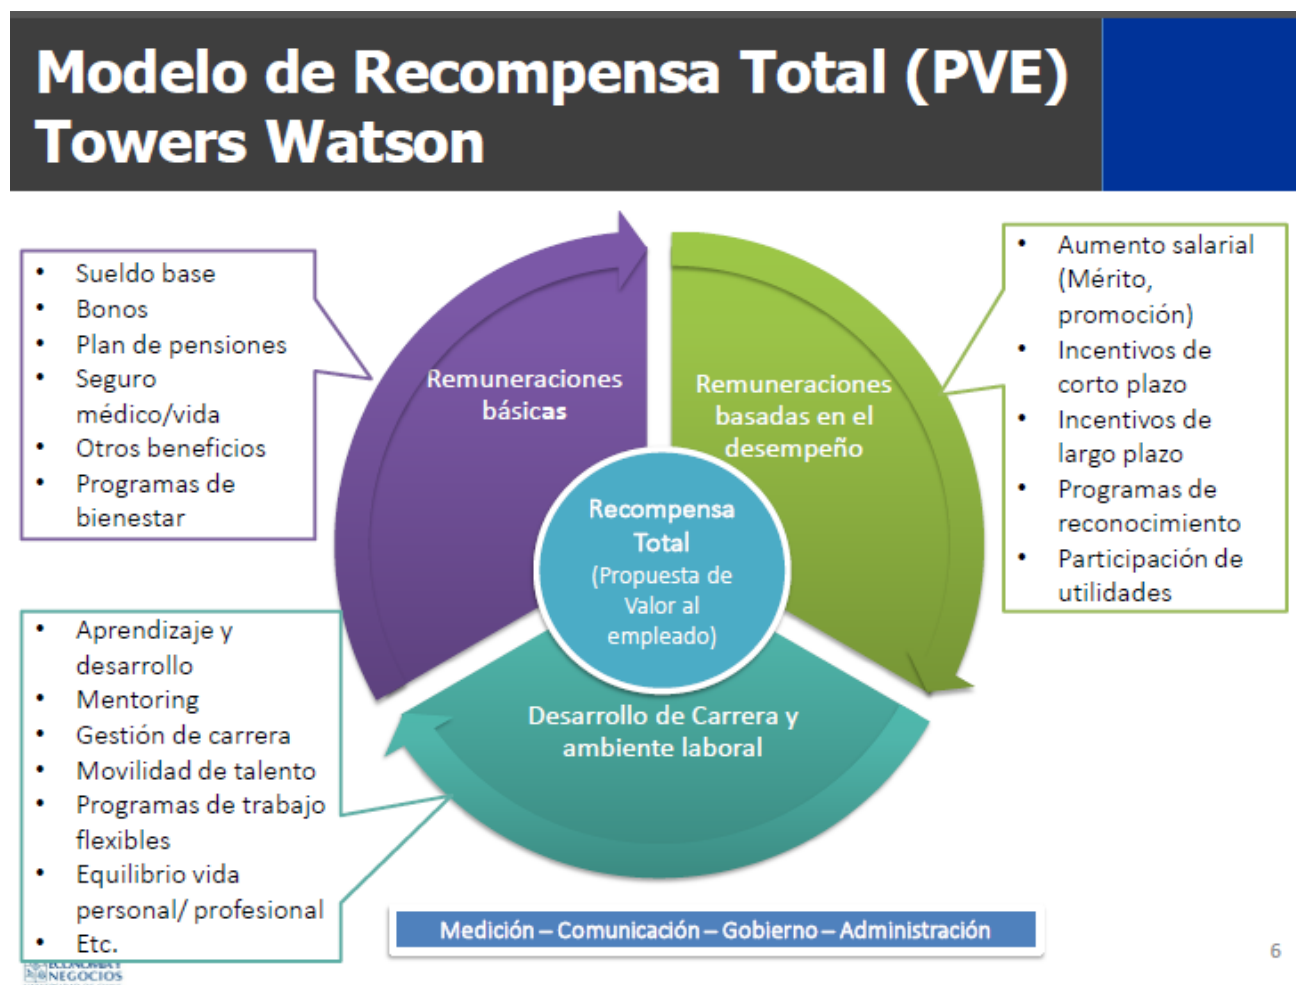 Modelo de Recompensa Total (PVE)
Towers Watson
• Sueldo base
• Bonos
• Plan de pensiones
• Seguro
médico/vida
• Otros beneficios
• Programas de
bienestar
Remuneraciones
básicas
Remuneraciones
basadas en el
desempeño
• Aumento salarial
(Mérito,
promoción)
• Incentivos de
corto plazo
• Incentivos de
largo plazo
• Programas de
reconocimiento
• Participación de
utilidades
Recompensa
Total
(Propuesta de
Valor al
empleado)
• Aprendizaje y
desarrollo
• Mentoring
• Gestión de carrera
• Movilidad de talento
• Programas de trabajo
flexibles
• Equilibrio vida
personal/ profesional
• Etc.
Desarrollo de Carrera y
ambiente laboral
Medición – Comunicación – Gobierno – Administración
ECONOMIA Y
NEGOCIOS
6